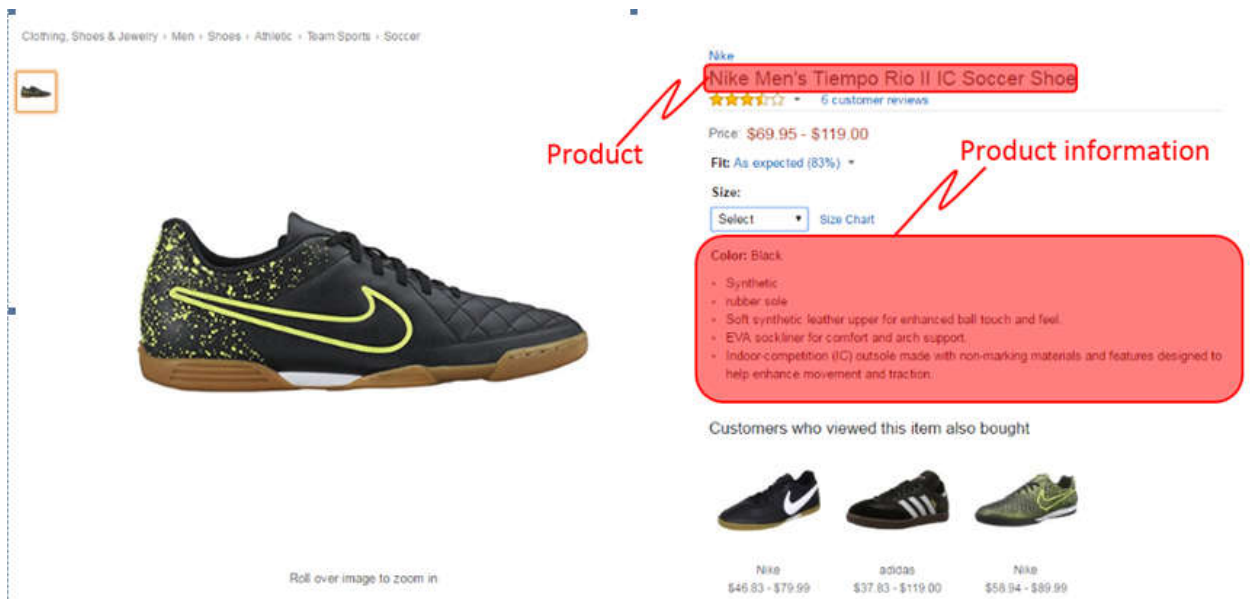 Clothing, Shoes & Jewelry › Men › Shoes › Athletic › Team Sports › Soccer
Nike
Nike Men's Tiempo Rio II IC Soccer Shoe
6 customer reviews
Product
Price: $69.95 - $119.00
Fit: As expected (83%)
Product information
Size:
Select
Size Chart
Color: Black
• Synthetic
• rubber sole
• Soft synthetic leather upper for enhanced ball touch and feel.
• EVA sockliner for comfort and arch support.
• Indoor-competition (IC) outsole made with non-marking materials and features designed to
help enhance movement and traction.
Customers who viewed this item also bought
Nike
$46.83 - $79.99
adidas
$37.83 - $119.00
Nike
$58.94 - $89.99
Roll over image to zoom in